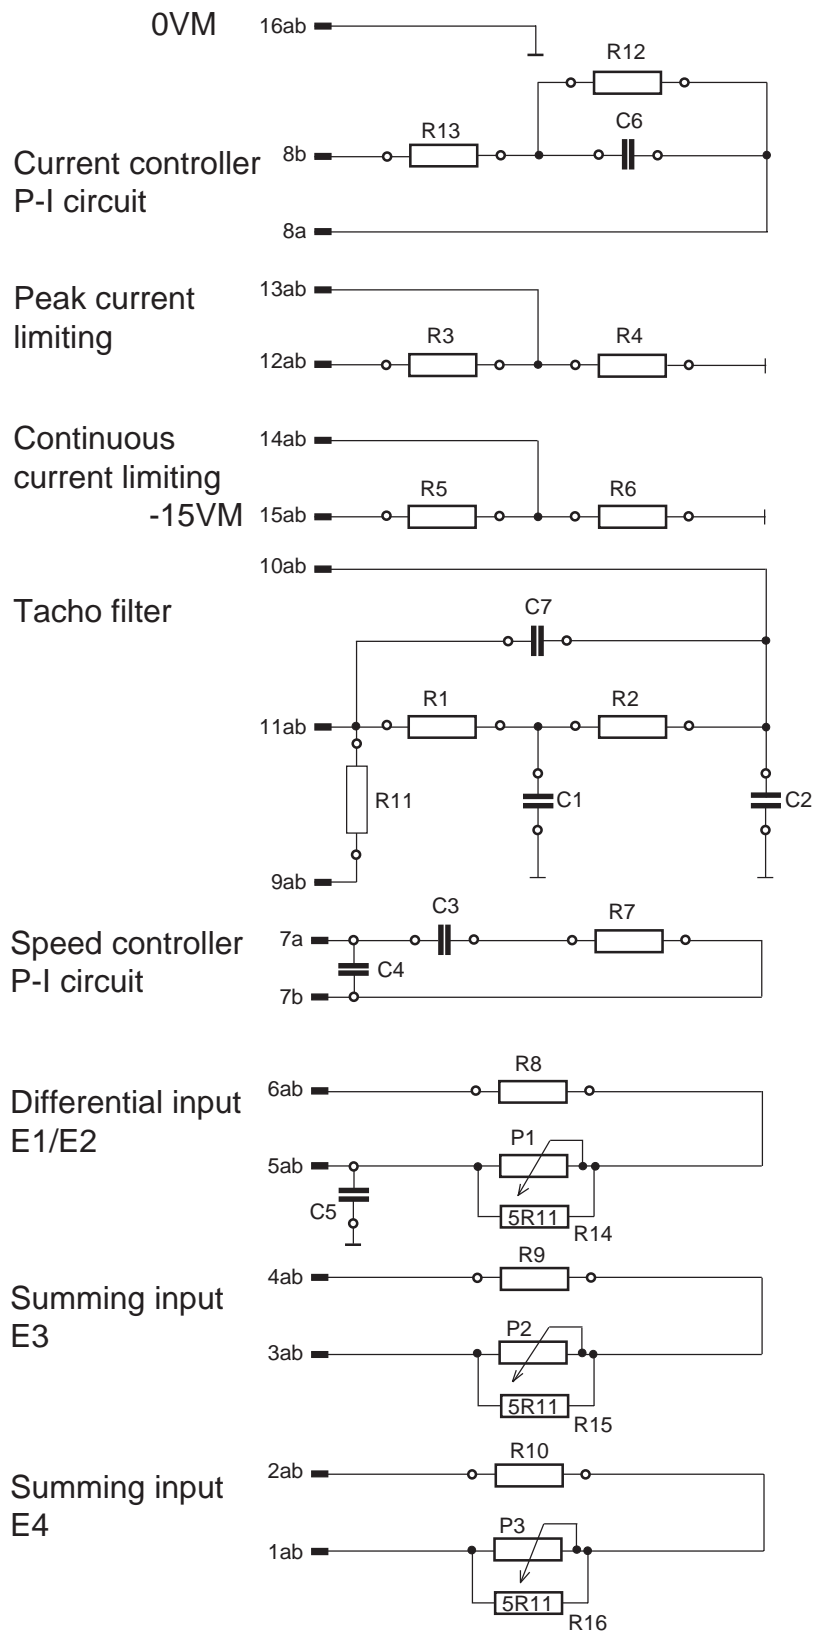 0VM 16ab
R12
R13 C6
8b
Current controller
P-I circuit
8a
13ab
Peak current
limiting
R3 R4
12ab
Continuous
current limiting
14ab
R5 R6
-15VM 15ab
10ab
Tacho filter
C7
R1 R2
11ab
R11 C1 C2
9ab
C3 R7
Speed controller
P-I circuit
7a
C4
7b
R8
6ab
Differential input
E1/E2
P1
5ab
C5
5R11 R14
R9
4ab
Summing input
E3
P2
3ab
5R11 R15
R10
2ab
Summing input
E4
P3
1ab
5R11 R16